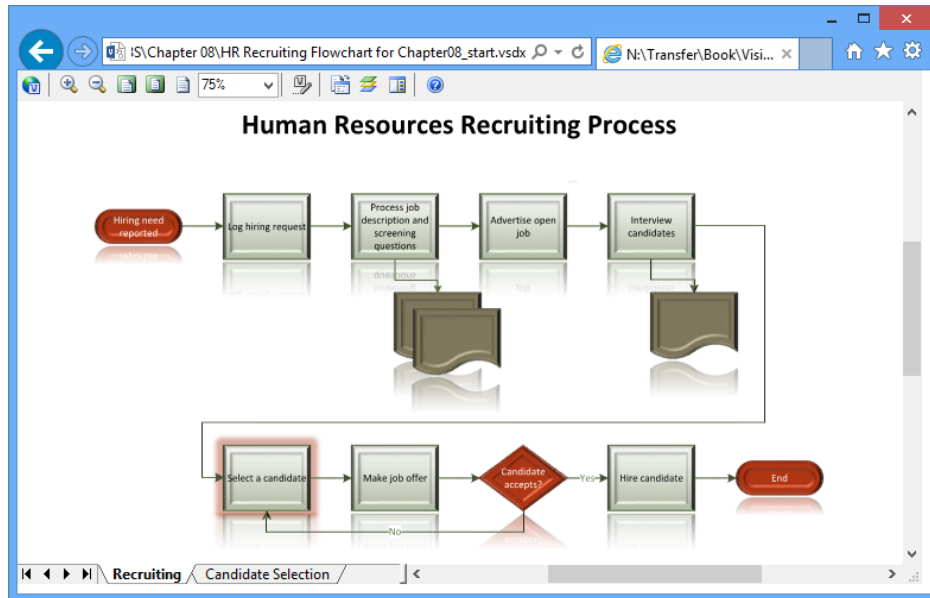 !S\Chapter 08\HR Recruiting Flowchart for Chapter08_start.vsdx
N:\Transfer\Book\Visi...
75%
Human Resources Recruiting Process
Hiring need
reported
Log hiring request
Process job
description and
screening
questions
Advertise open
job
Interview
candidates
Select a candidate
Make job offer
Candidate
accepts?
Yes
Hire candidate
End
No
Recruiting
Candidate Selection